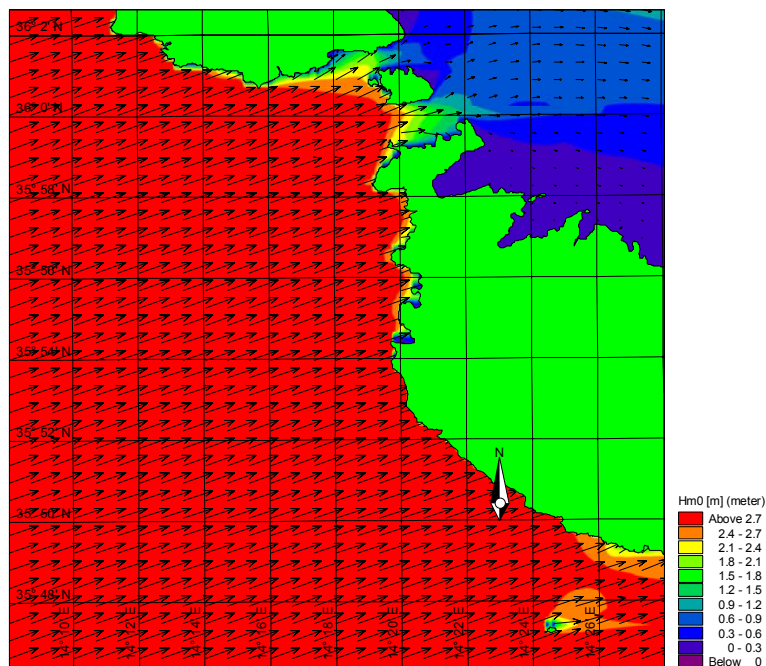 36° 2' N
36° 0' N
35° 58' N
35° 56' N
35° 54' N
35° 52' N
N
35° 50' N
35° 48' N
14° 10' E
14° 12' E
14° 14' E
14° 16' E
14° 20' E
14° 22' E
14° 24' E
14° 26' E
Hm0 [m] (meter)
Above 2.7
2.4 - 2.7
2.1 - 2.4
1.8 - 2.1
1.5 - 1.8
1.2 - 1.5
0.9 - 1.2
0.6 - 0.9
0.3 - 0.6
0 - 0.3
Below 0